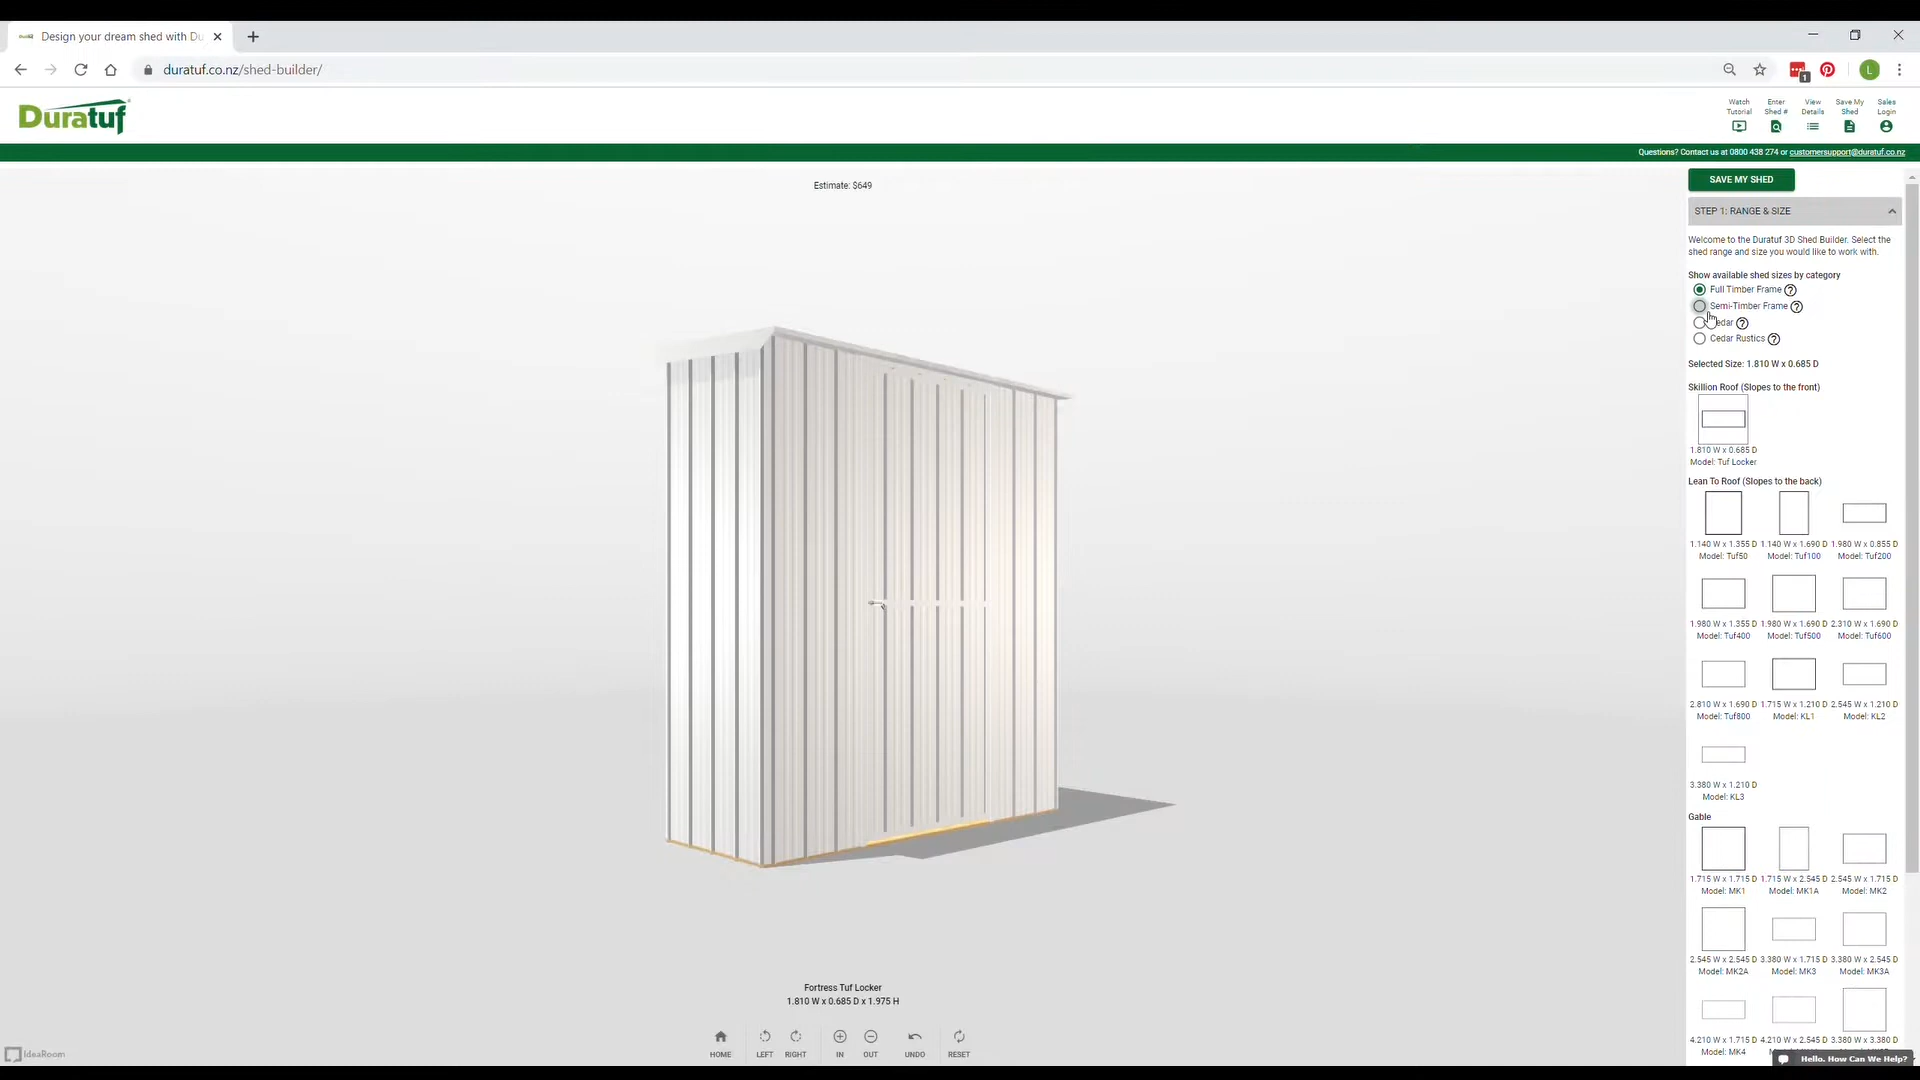 Design your dream shed with Du
duratuf.co.nz/shed-builder/
1
L
Duratuf
Watch Tutorial
Enter Shed #
View Details
Save My Shed
Sales Login
Questions? Contact us at 0800 438 274 or customersupport@duratuf.co.nz
Estimate: $649
SAVE MY SHED
STEP 1: RANGE & SIZE
Welcome to the Duratuf 3D Shed Builder. Select the
shed range and size you would like to work with.
Show available shed sizes by category
Full Timber Frame ?
Semi-Timber Frame ?
edar ?
Cedar Rustics ?
Selected Size: 1.810 W x 0.685 D
Skillion Roof (Slopes to the front)
1.810 W x 0.685 D
Model: Tuf Locker
Lean To Roof (Slopes to the back)
1.140 W x 1.355 D 1.140 W x 1.690 D 1.980 W x 0.855 D
Model: Tuf50 Model: Tuf100 Model: Tuf200
1.980 W x 1.355 D 1.980 W x 1.690 D 2.310 W x 1.690 D
Model: Tuf400 Model: Tuf500 Model: Tuf600
2.810 W x 1.690 D 1.715 W x 1.210 D 2.545 W x 1.210 D
Model: Tuf800 Model: KL1 Model: KL2
3.380 W x 1.210 D
Model: KL3
Gable
1.715 W x 1.715 D 1.715 W x 2.545 D 2.545 W x 1.715 D
Model: MK1 Model: MK1A Model: MK2
2.545 W x 2.545 D 3.380 W x 1.715 D 3.380 W x 2.545 D
Model: MK2A Model: MK3 Model: MK3A
4.210 W x 1.715 D 4.210 W x 2.545 D 3.380 W x 3.380 D
Model: MK4
Hello. How Can We Help?
Fortress Tuf Locker
1.810 W x 0.685 D x 1.975 H
HOME LEFT RIGHT IN OUT UNDO RESET
IdeaRoom